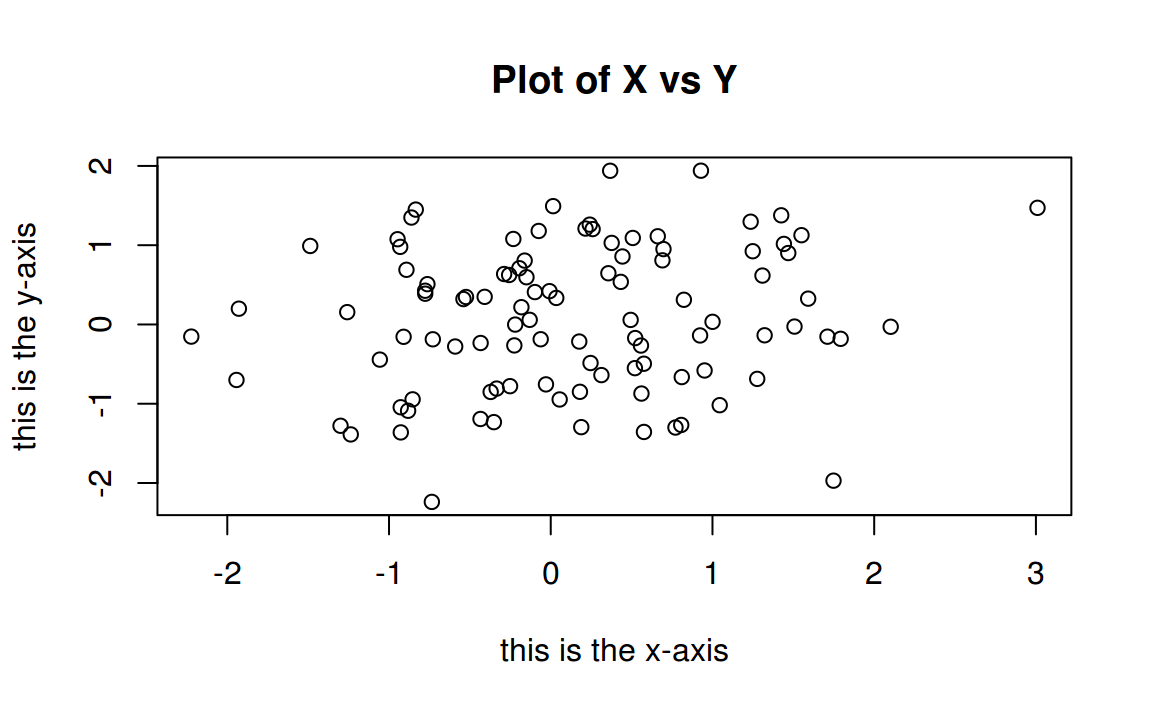 Plot of X vs Y
this is the y-axis
2
1
0
-1
-2
-2 -1 0 1 2 3
this is the x-axis